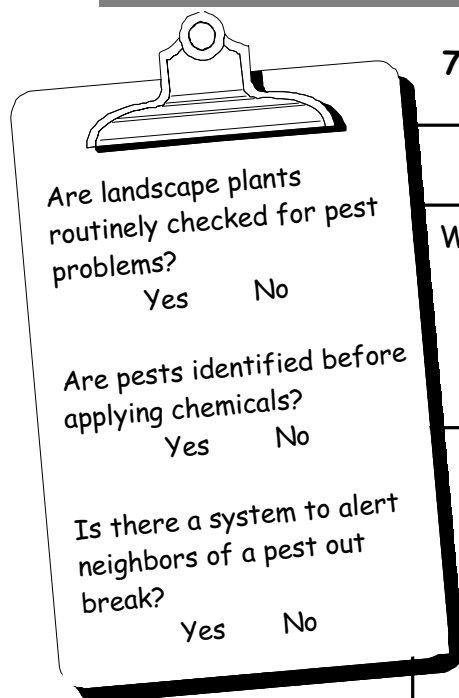 7
Are landscape plants
routinely checked for pest
problems?
Yes No
W
Are pests identified before
applying chemicals?
Yes No
Is there a system to alert
neighbors of a pest out
break?
Yes No